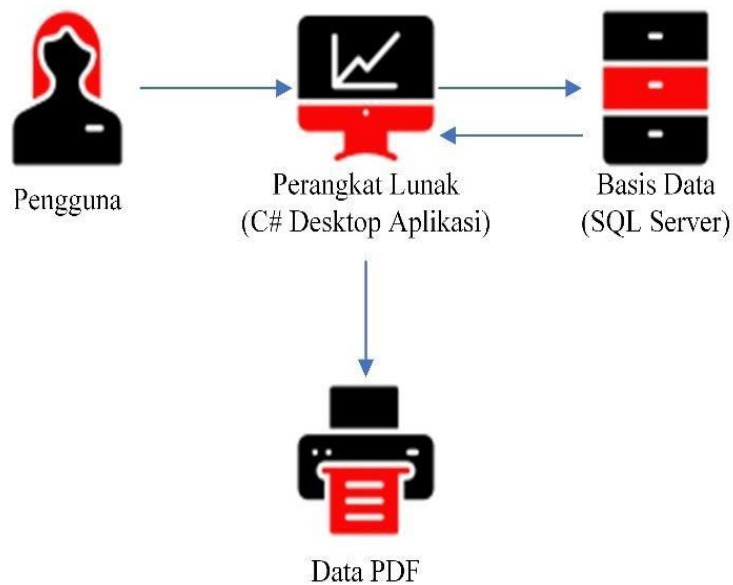 Pengguna
Perangkat Lunak
(C# Desktop Aplikasi)
Basis Data
(SQL Server)
Data PDF